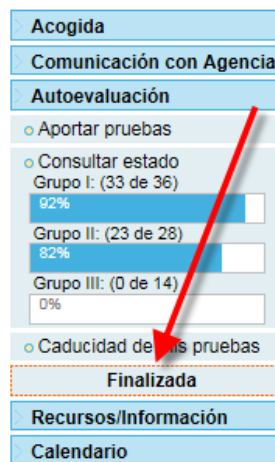 Acogida
Comunicación con Agencia
Autoevaluación
Aportar pruebas
Consultar estado
Grupo I: (33 de 36)
92%
Grupo II: (23 de 28)
82%
Grupo III: (0 de 14)
0%
Caducidad de mis pruebas
Finalizada
Recursos/Información
Calendario